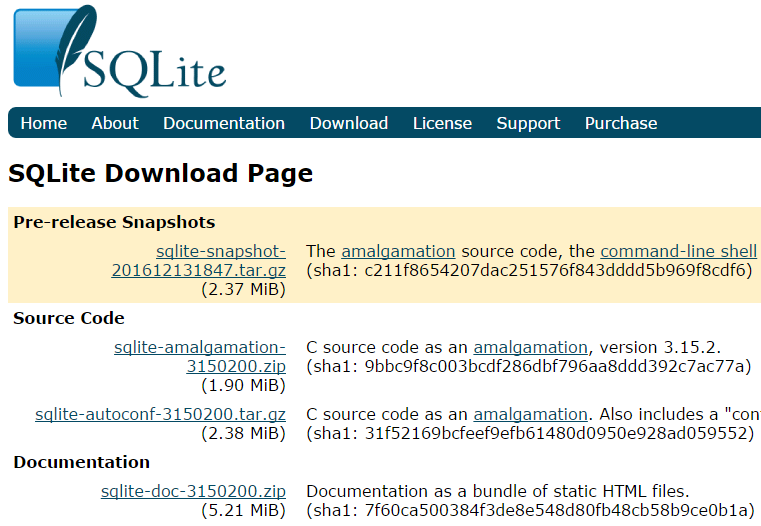 SQLite
Home About Documentation Download License Support Purchase
SQLite Download Page
Pre-release Snapshots
sqlite-snapshot- The amalgamation source code, the command-line shell
201612131847.tar.gz (sha1: c211f8654207dac251576f843dddd5b969f8cdf6)
(2.37 MiB)
Source Code
sqlite-amalgamation- C source code as an amalgamation, version 3.15.2.
3150200.zip (sha1: 9bbc9f8c003bcdf286dbf796aa8ddd392c7ac77a)
(1.90 MiB)
sqlite-autoconf-3150200.tar.gz C source code as an amalgamation. Also includes a "con
(2.38 MiB) (sha1: 31f52169bcfeef9efb61480d0950e928ad059552)
Documentation
sqlite-doc-3150200.zip Documentation as a bundle of static HTML files.
(5.21 MiB) (sha1: 7f60ca500384f3de8e548d80fb48cb58b9ce0b1a)